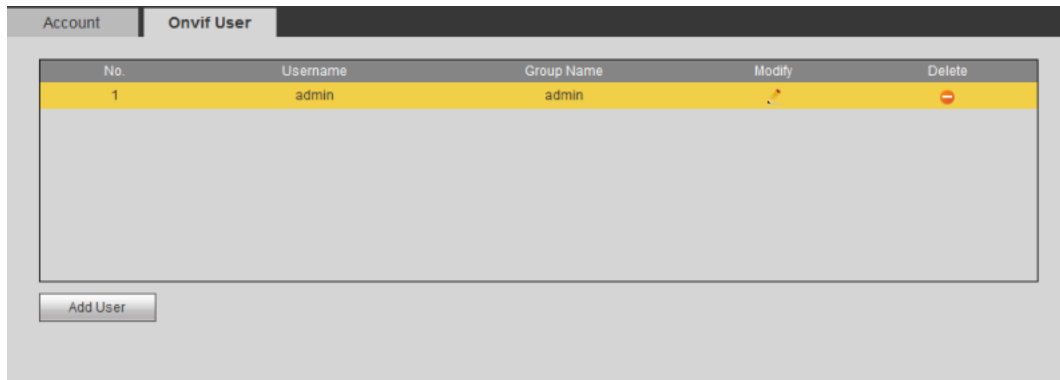 Account Onvif User
No. Username Group Name Modify Delete
1 admin admin
Add User